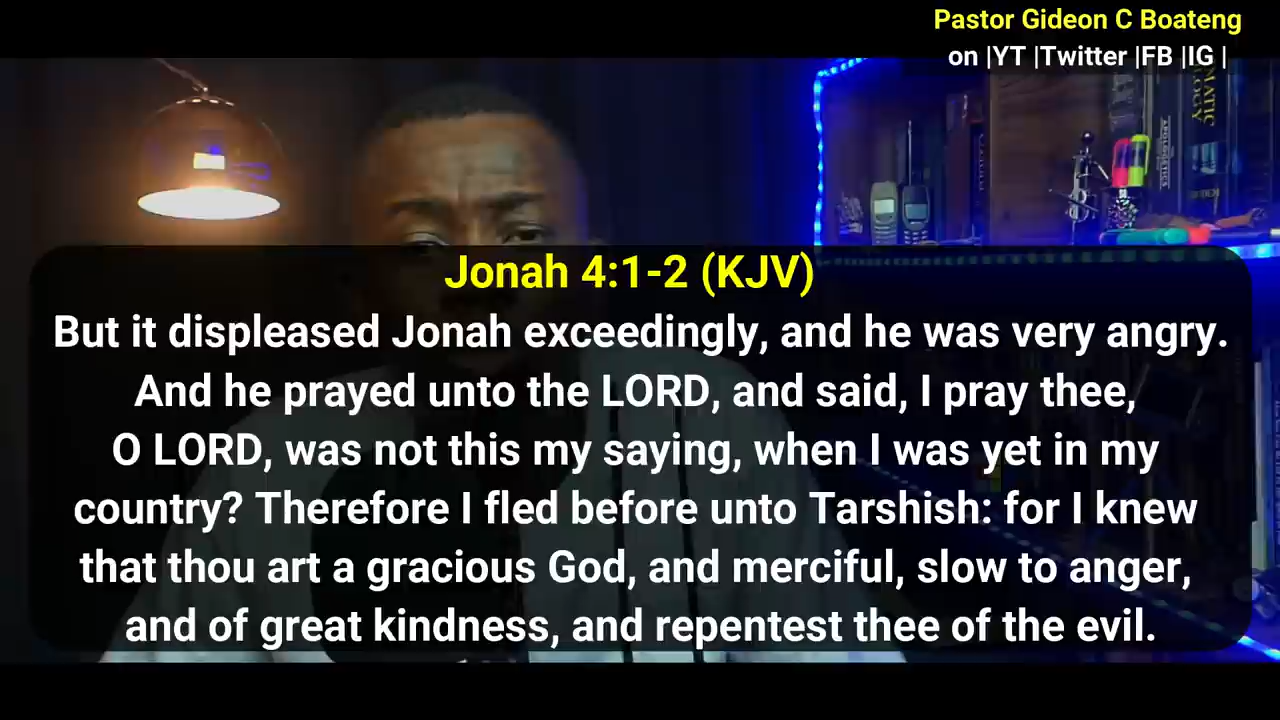 Pastor Gideon C Boateng
on |YT |Twitter |FB |IG |
MATIC
OGY
APOLOGETICS
Jonah 4:1-2 (KJV)
But it displeased Jonah exceedingly, and he was very angry.
And he prayed unto the LORD, and said, I pray thee,
O LORD, was not this my saying, when I was yet in my
country? Therefore I fled before unto Tarshish: for I knew
that thou art a gracious God, and merciful, slow to anger,
and of great kindness, and repentest thee of the evil.